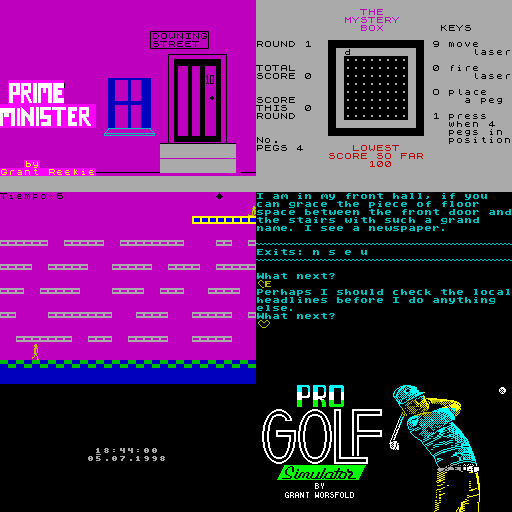 DOWNING
STREET
10
PRIME
MINISTER
by
Grant Reekie
THE
MYSTERY
BOX
KEYS
ROUND 1
TOTAL
SCORE 0
SCORE
THIS 0
ROUND
No.
PEGS 4
d
9 move
laser
0 fire
laser
O place
a peg
1 press
when 4
pegs in
position
LOWEST
SCORE SO FAR
100
Tiempo:6
I am in my front hall, if you
can grace the piece of floor
space between the front door and
the stairs with such a grand
name. I see a newspaper.
Exits: n s e u
What next?
E
Perhaps I should check the local
headlines before I do anything
else.
What next?
18:44:00
05.07.1998
PRO
GOLF
Simulator
BY
GRANT WORSFOLD